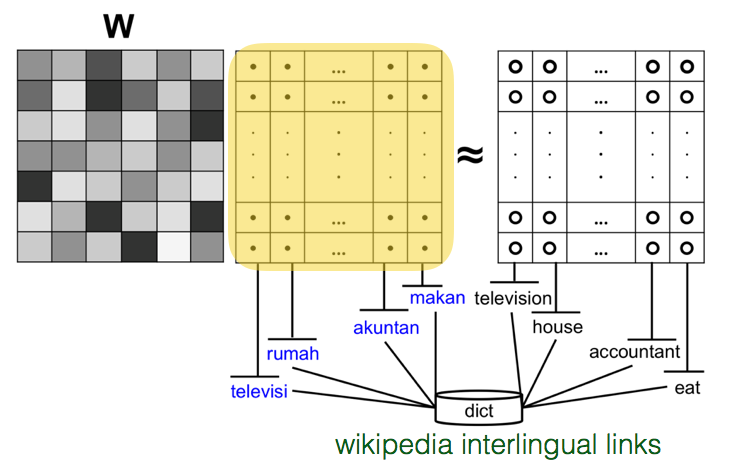 W
...
...
≈
...
...
...
...
...
...
makan television
akuntan house
rumah accountant
televisi eat
dict
wikipedia interlingual links